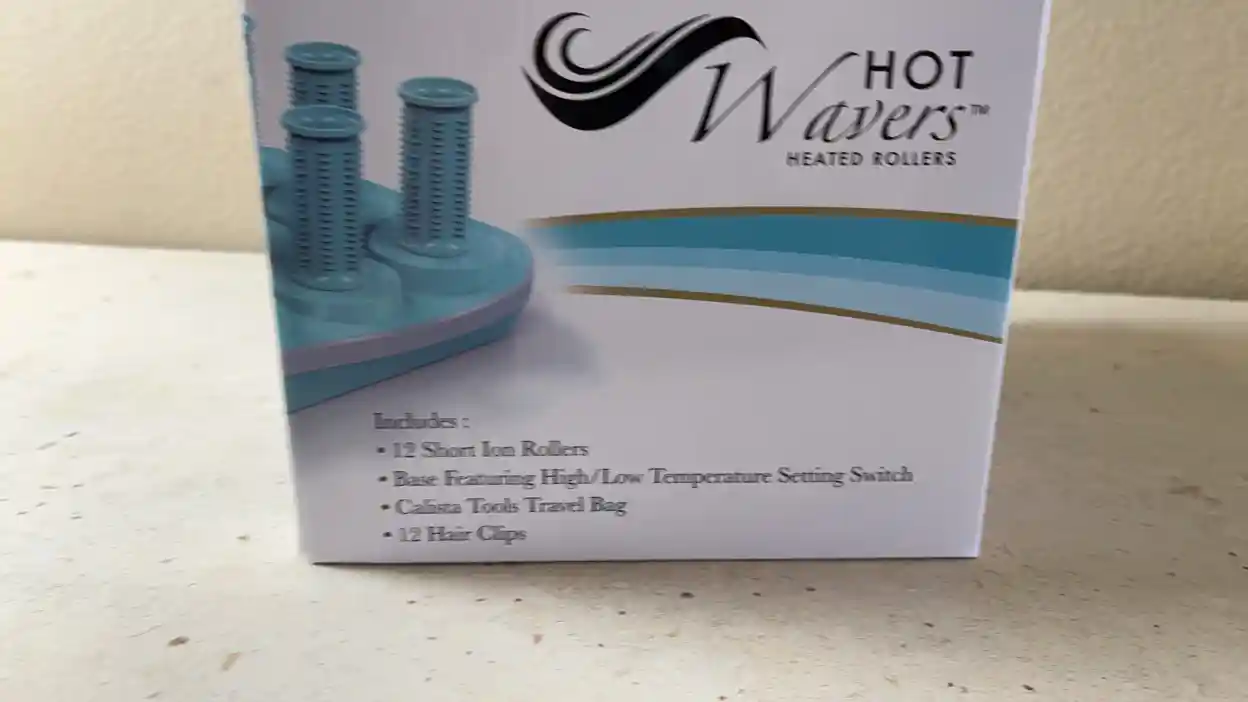 HOT
Wavers™
HEATED ROLLERS
Includes :
• 12 Short Ion Rollers
• Base Featuring High/Low Temperature Setting Switch
• Calista Tools Travel Bag
• 12 Hair Clips